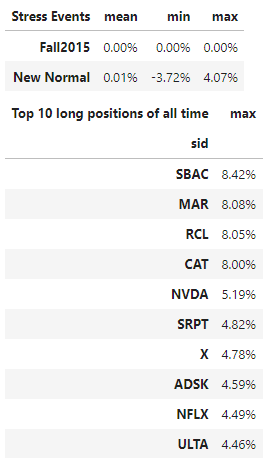 Stress Events mean min max
Fall2015 0.00% 0.00% 0.00%
New Normal 0.01% -3.72% 4.07%
Top 10 long positions of all time max
sid
SBAC 8.42%
MAR 8.08%
RCL 8.05%
CAT 8.00%
NVDA 5.19%
SRPT 4.82%
X 4.78%
ADSK 4.59%
NFLX 4.49%
ULTA 4.46%